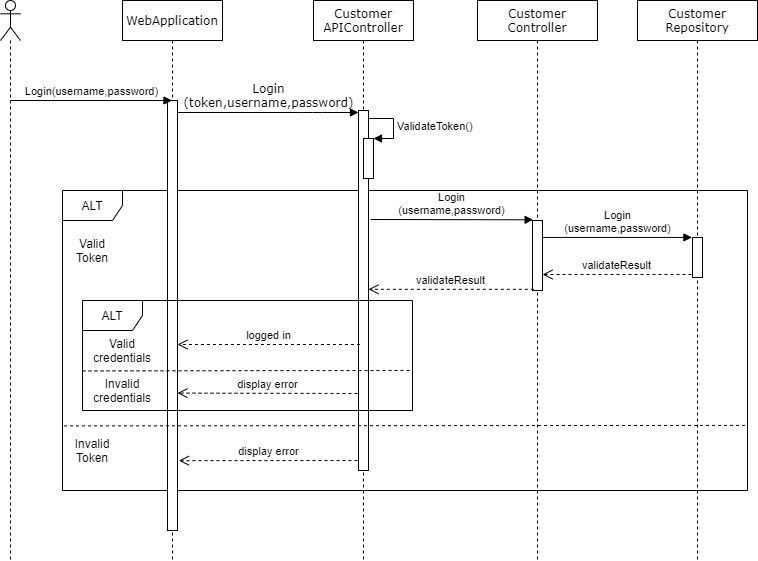 WebApplication
Customer
APIController
Customer
Controller
Customer
Repository
Login(username,password)
Login
(token,username,password)
ValidateToken()
ALT
Valid
Token
Login
(username,password)
Login
(username,password)
validateResult
validateResult
ALT
Valid
credentials
logged in
Invalid
credentials
display error
Invalid
Token
display error